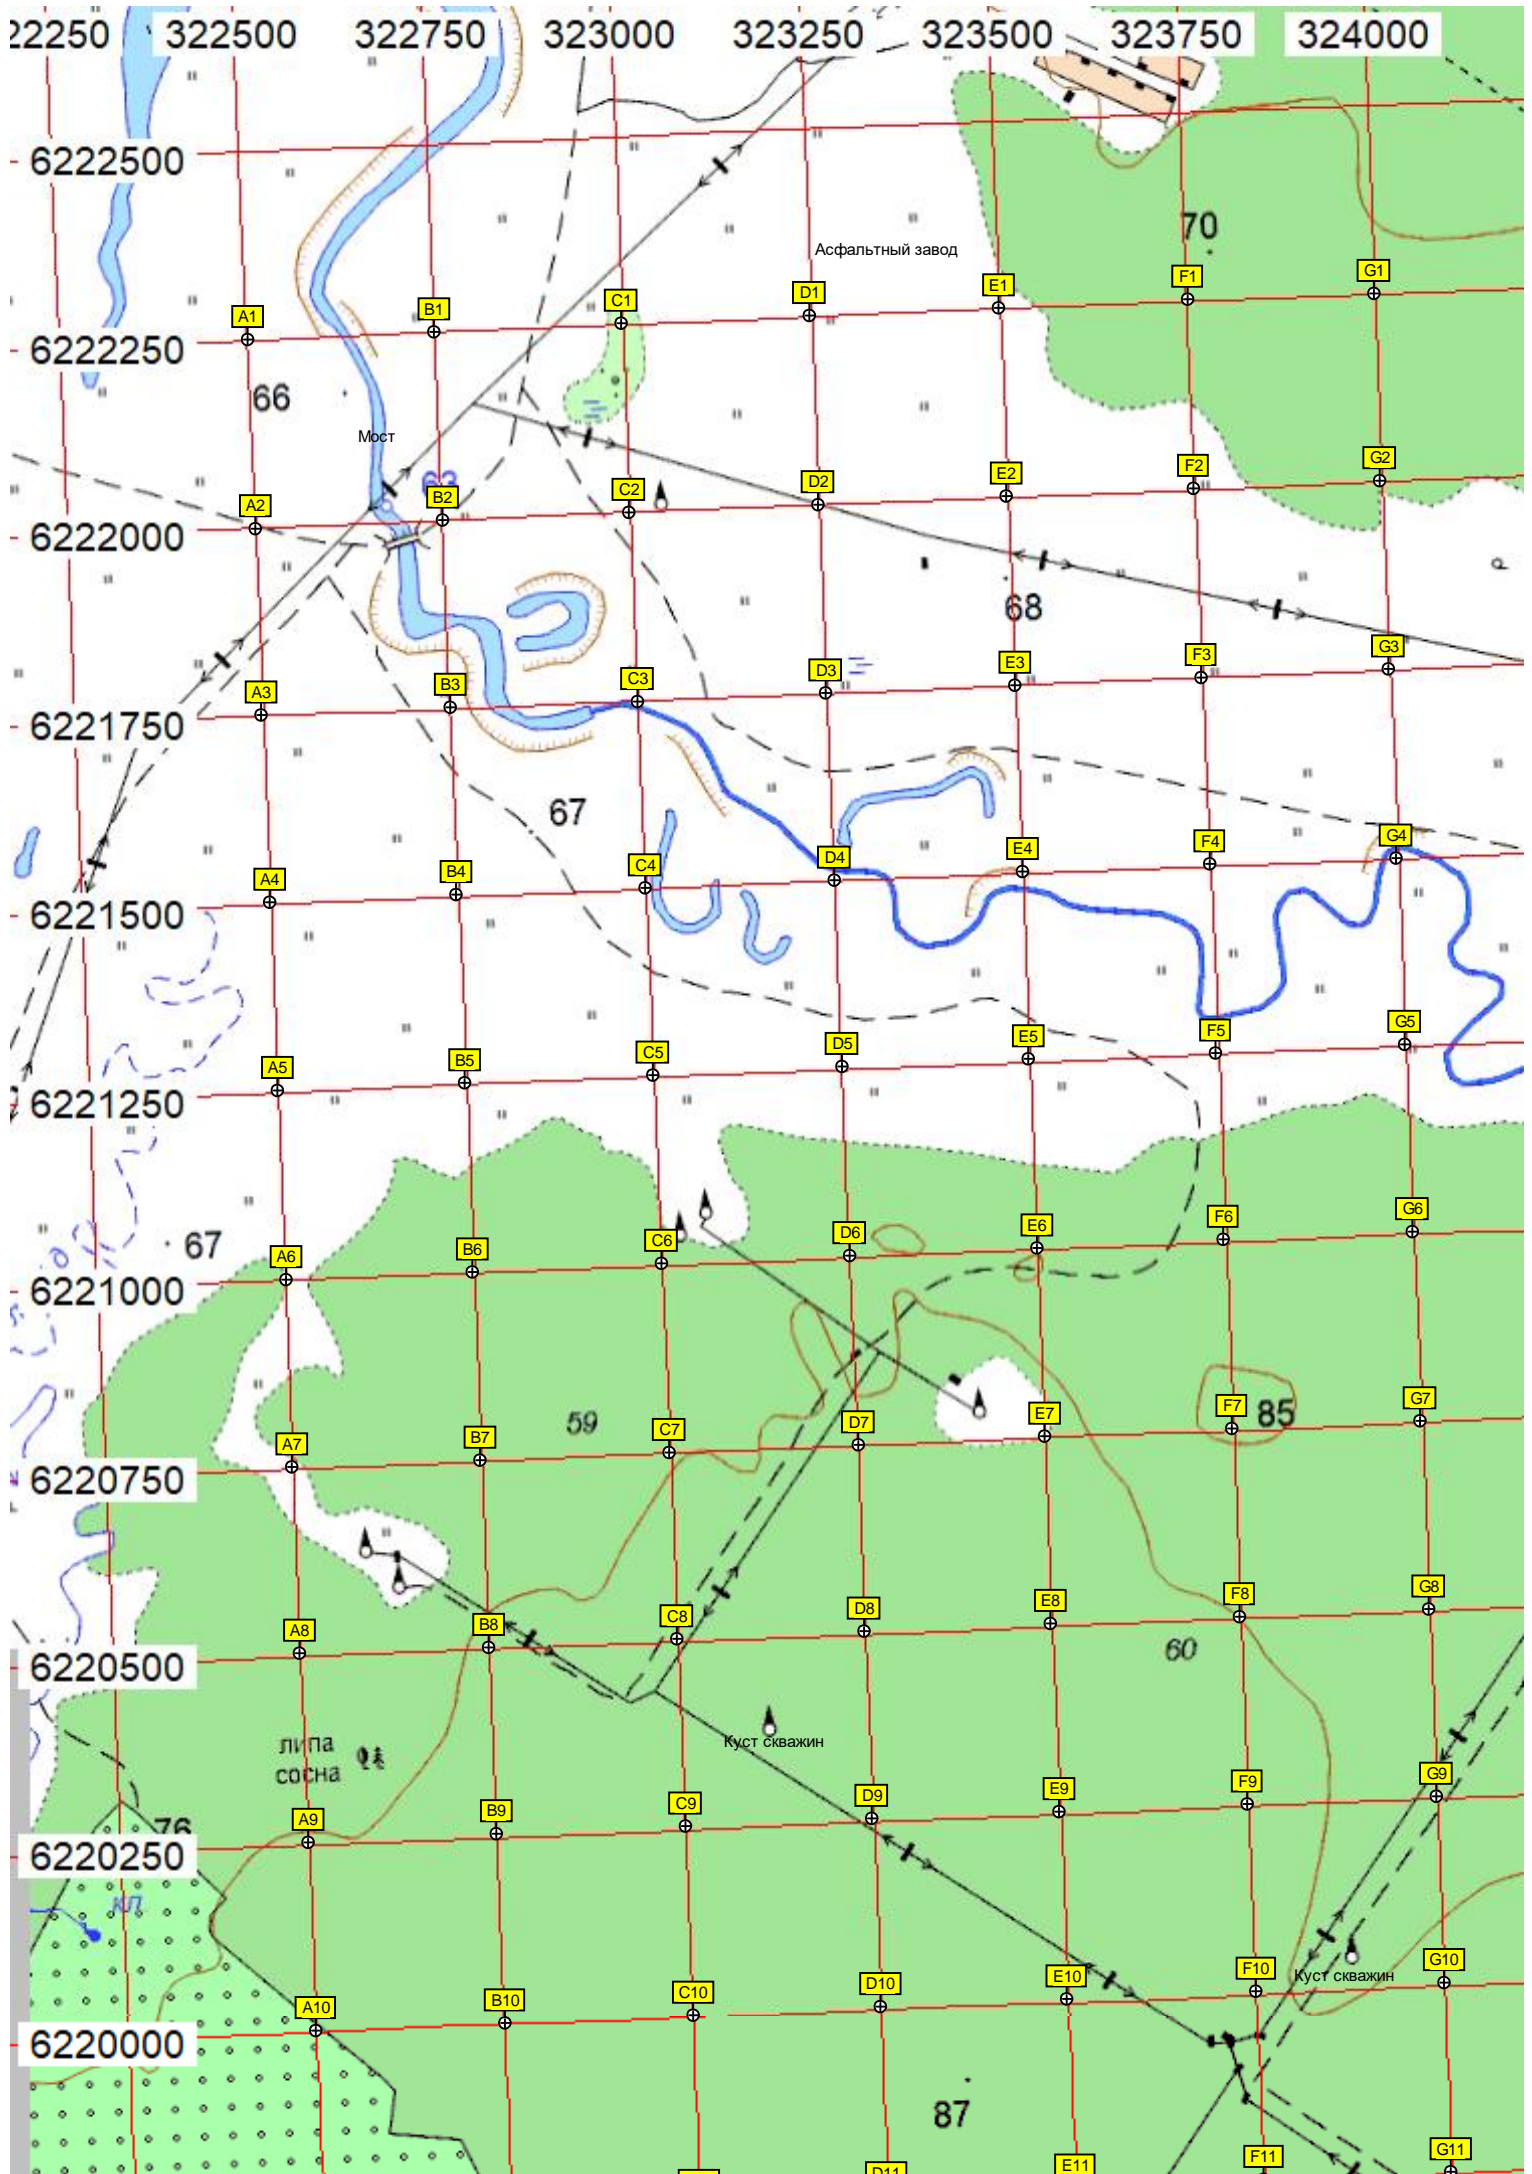 22250 322500 322750 323000 323250 323500 323750 324000
6222500
70
Асфальтный завод
A1 B1 C1 D1 E1 F1 G1
6222250
66
Мост
63
A2 B2 C2 D2 E2 F2 G2
6222000
68
A3 B3 C3 D3 E3 F3 G3
6221750
67
A4 B4 C4 D4 E4 F4 G4
6221500
A5 B5 C5 D5 E5 F5 G5
6221250
67
A6 B6 C6 D6 E6 F6 G6
6221000
59
85
A7 B7 C7 D7 E7 F7 G7
6220750
A8 B8 C8 D8 E8 F8 G8
6220500
60
Куст скважин
липа
сосна
A9 B9 C9 D9 E9 F9 G9
76
6220250
кп
Куст скважин
A10 B10 C10 D10 E10 F10 G10
6220000
87
D11 E11 F11 G11